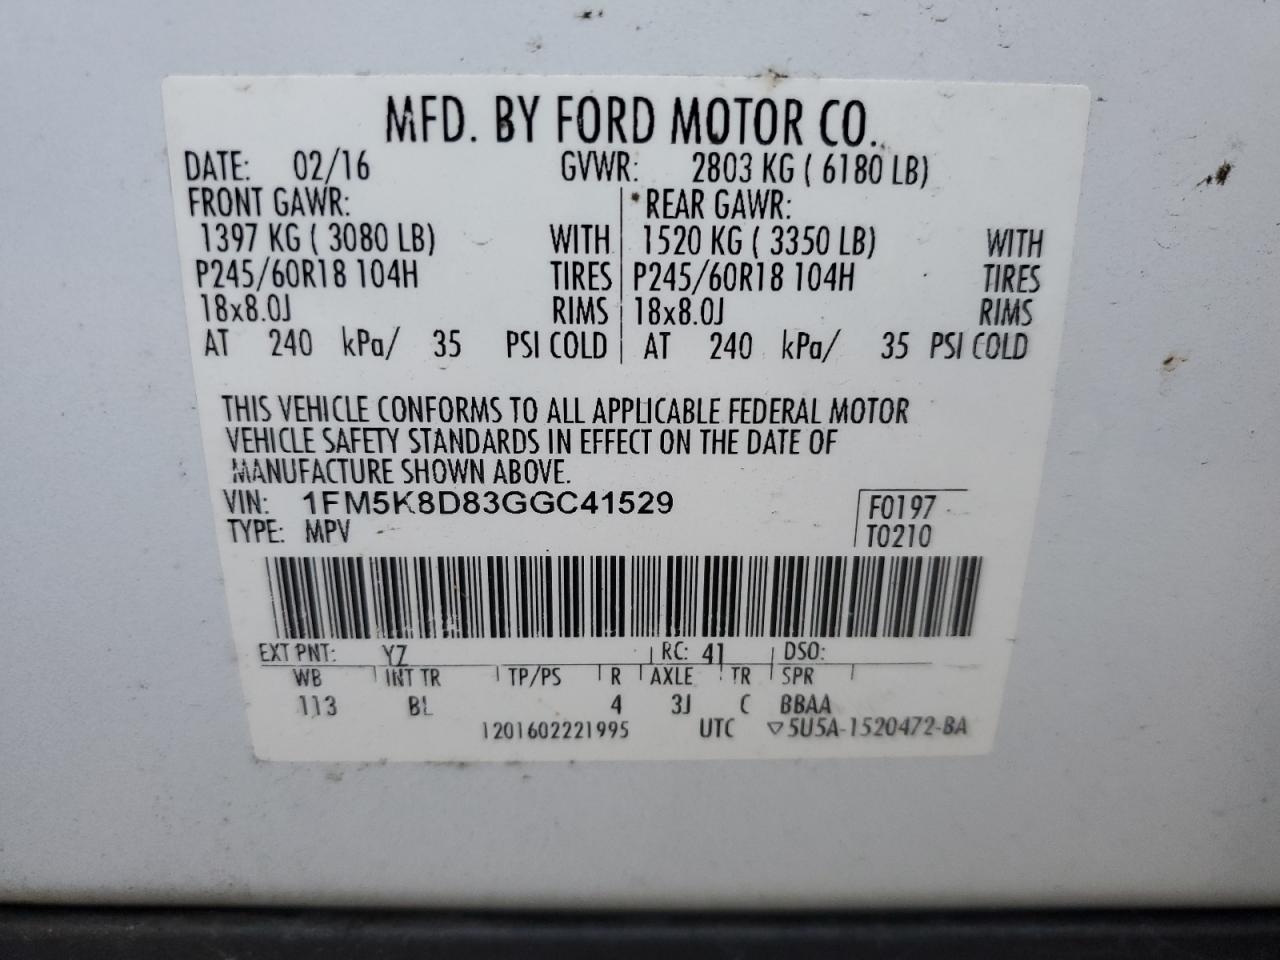 MFD. BY FORD MOTOR CO.
DATE: 02/16 GVWR: 2803 KG ( 6180 LB)
FRONT GAWR: REAR GAWR:
1397 KG ( 3080 LB) WITH 1520 KG ( 3350 LB) WITH
P245/60R18 104H TIRES P245/60R18 104H TIRES
18x8.0J RIMS 18x8.0J RIMS
AT 240 kPa/ 35 PSI COLD AT 240 kPa/ 35 PSI COLD
THIS VEHICLE CONFORMS TO ALL APPLICABLE FEDERAL MOTOR
VEHICLE SAFETY STANDARDS IN EFFECT ON THE DATE OF
MANUFACTURE SHOWN ABOVE.
VIN: 1FM5K8D83GGC41529 F0197
TYPE: MPV T0210
EXT PNT: YZ RC: 41 DSO:
WB INT TR TP/PS R AXLE TR SPR
113 BL 4 3J C BBAA
1201602221995 UTC ▽5U5A-1520472-BA